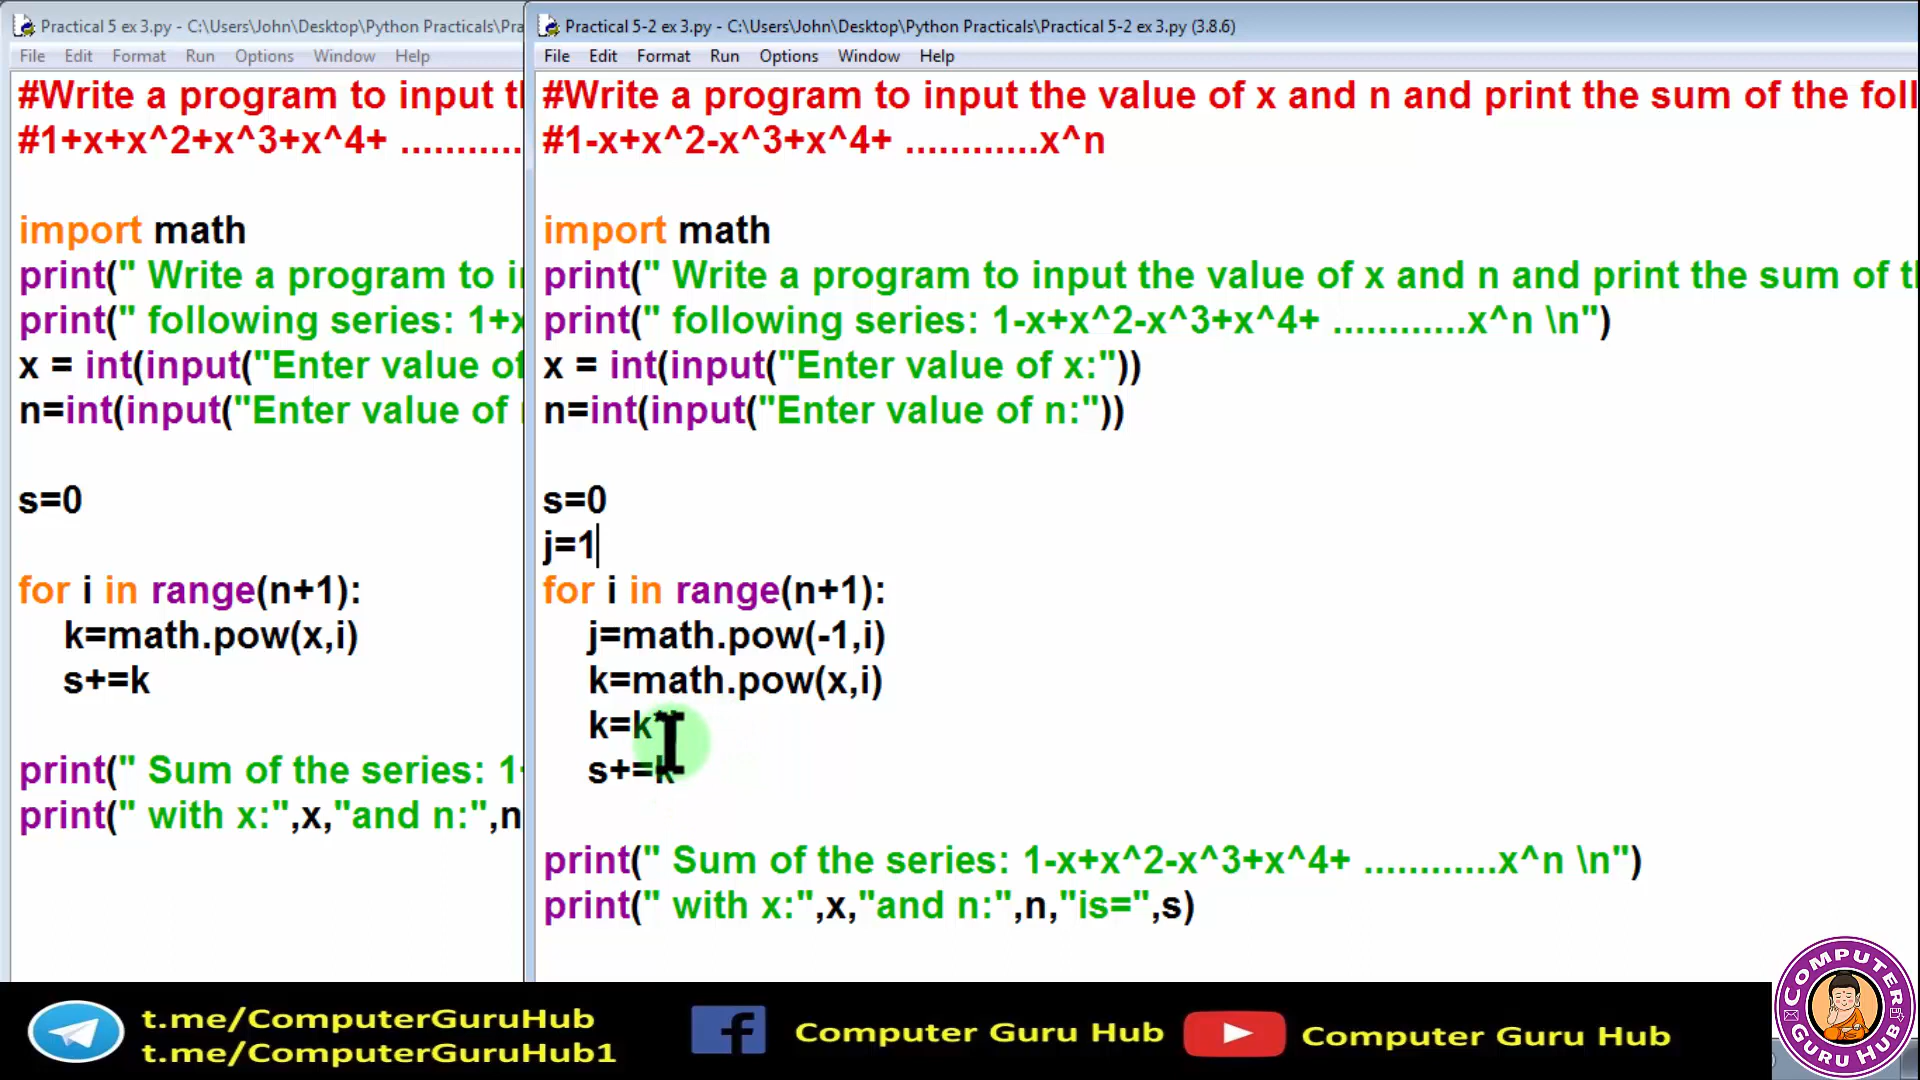 Practical 5 ex 3.py - C:\Users\John\Desktop\Python Practicals\Pra
File Edit Format Run Options Window Help
#Write a program to input t
#1+x+x^2+x^3+x^4+ ............
import math
print(" Write a program to i
print(" following series: 1+x
x = int(input("Enter value of
n=int(input("Enter value of
s=0
for i in range(n+1):
k=math.pow(x,i)
s+=k
print(" Sum of the series: 1
print(" with x:",x,"and n:",n
Practical 5-2 ex 3.py - C:\Users\John\Desktop\Python Practicals\Practical 5-2 ex 3.py (3.8.6)
File Edit Format Run Options Window Help
#Write a program to input the value of x and n and print the sum of the foll
#1-x+x^2-x^3+x^4+ ............x^n
import math
print(" Write a program to input the value of x and n and print the sum of t
print(" following series: 1-x+x^2-x^3+x^4+ ............x^n \n")
x = int(input("Enter value of x:"))
n=int(input("Enter value of n:"))
s=0
j=1
for i in range(n+1):
j=math.pow(-1,i)
k=math.pow(x,i)
k=k
s+=k
print(" Sum of the series: 1-x+x^2-x^3+x^4+ ............x^n \n")
print(" with x:",x,"and n:",n,"is=",s)
t.me/ComputerGuruHub
t.me/ComputerGuruHub1
Computer Guru Hub
Computer Guru Hub
COMPUTER
GURU HUB